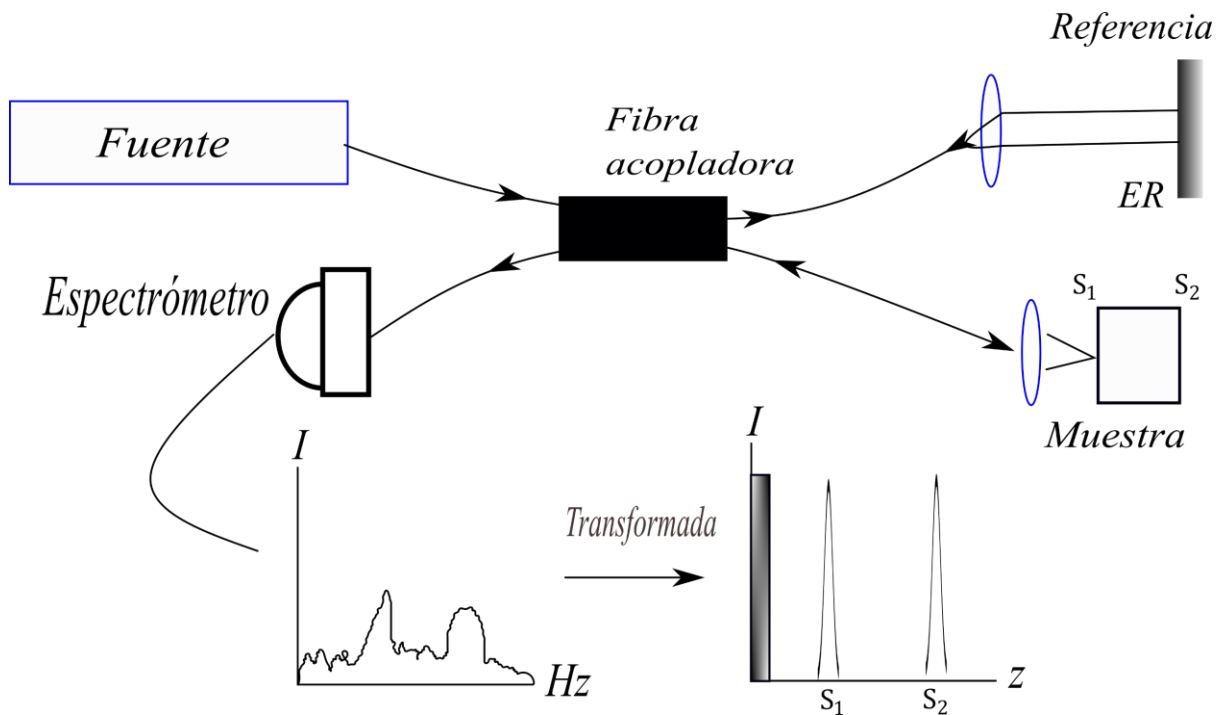 Referencia
Fuente
Fibra
acopladora
ER
Espectrómetro
S₁
S₂
Muestra
I
Hz
Transformada
I
S₁
S₂
z